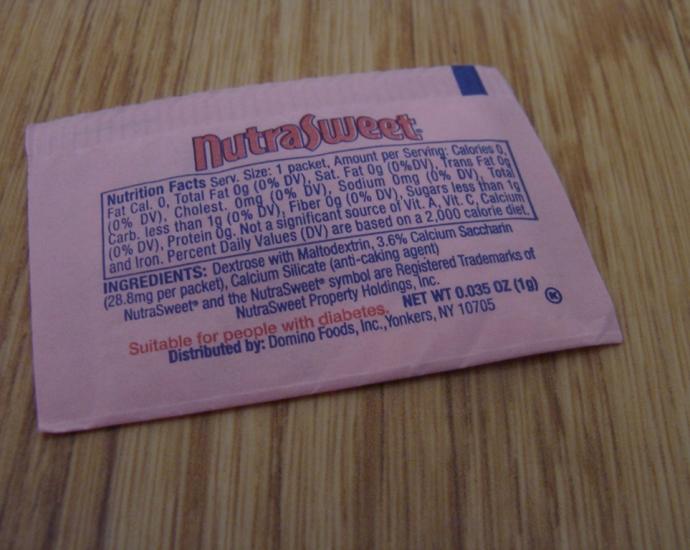 NutraSweet®
Nutrition Facts Serv. Size: 1 packet, Amount per Serving: Calories 0,
Fat Cal. 0, Total Fat 0g (0% DV), Sat. Fat 0g (0%DV), Trans Fat 0g
(0% DV), Cholest. 0mg (0% DV), Sodium 0mg (0% DV), Total
Carb. less than 1g (0% DV), Fiber 0g (0% DV), Sugars less than 1g
(0% DV), Protein 0g. Not a significant source of Vit. A, Vit. C, Calcium
and Iron. Percent Daily Values (DV) are based on a 2,000 calorie diet.
INGREDIENTS: Dextrose with Maltodextrin, 3.6% Calcium Saccharin
(28.8mg per packet), Calcium Silicate (anti-caking agent)
NutraSweet® and the NutraSweet® symbol are Registered Trademarks of
NutraSweet Property Holdings, Inc.
Suitable for people with diabetes. NET WT 0.035 OZ (1g)
Distributed by: Domino Foods, Inc., Yonkers, NY 10705
K